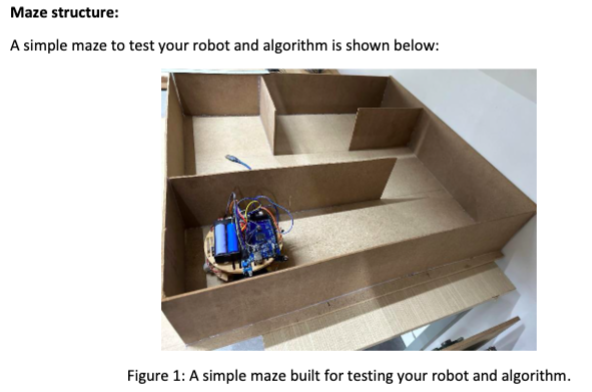 Maze structure:
A simple maze to test your robot and algorithm is shown below:
Figure 1: A simple maze built for testing your robot and algorithm.